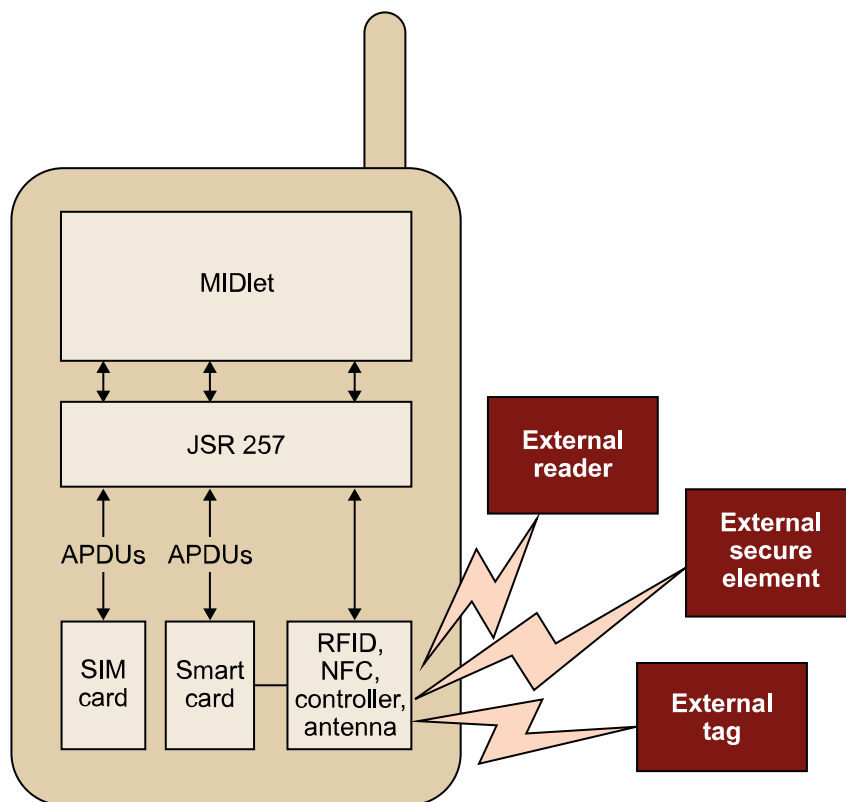 MIDlet
JSR 257
External
reader
External
secure
element
APDUs
APDUs
SIM
card
Smart
card
RFID,
NFC,
controller,
antenna
External
tag